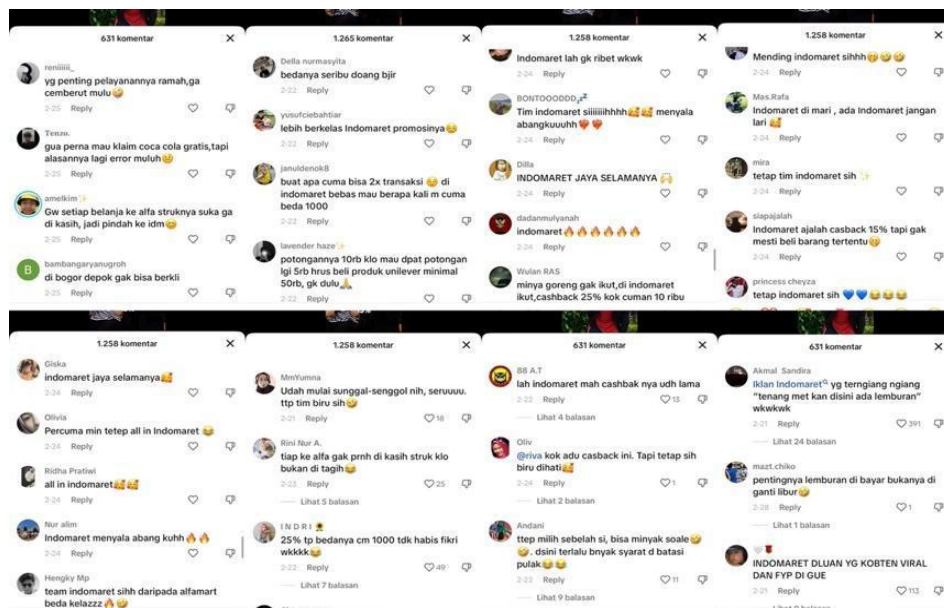 631 komentar
reniiiii_
yg penting pelayanannya ramah,ga
cemberut mulu🤣
2-25 Reply
Tenzo.
gua perna mau klaim coca cola gratis,tapi
alasannya lagi error muluh😑
2-25 Reply
amelkim✨
Gw setiap belanja ke alfa struknya suka ga
di kasih, jadi pindah ke idm😋
2-25 Reply
B
bambangaryanugroh
di bogor depok gak bisa berkli
2-25 Reply
1.265 komentar
Della nurmasyita
bedanya seribu doang bjir
2-22 Reply
yusufciebahtiar
lebih berkelas Indomaret promosinya😊
2-22 Reply
januldenok8
buat apa cuma bisa 2x transaksi 😑 di
indomaret bebas mau berapa kali m cuma
beda 1000
2-22 Reply
lavender haze✨
potongannya 10rb klo mau dpat potongan
lgi 5rb hrus beli produk unilever minimal
50rb, gk dulu🙏
2-22 Reply
1.258 komentar
Indomaret lah gk ribet wkwk
2-24 Reply
BONTOOODDD💤
Tim indomaret siiiiiiihhhh🥰🥰 menyala
abangkuuuhh❤️‍🔥❤️‍🔥
2-24 Reply
Dilla
INDOMARET JAYA SELAMANYA 🙌
2-24 Reply
dadanmulyanah
indomaret🔥🔥🔥🔥🔥🔥
2-24 Reply
Wulan RAS
minya goreng gak ikut,di indomaret
ikut,cashback 25% kok cuman 10 ribu
1.258 komentar
Mending indomaret sihhh🤭🤣🤣
2-24 Reply
Mas.Rafa
Indomaret di mari , ada Indomaret jangan
lari 🥰
2-24 Reply
mira
tetap tim indomaret sih ✨
2-24 Reply
siapajalah
Indomaret ajalah casback 15% tapi gak
mesti beli barang tertentu🤭
2-24 Reply
princess cheyza
tetap indomaret sih 💙💙😂😂😂
1.258 komentar
Giska
indomaret jaya selamanya🥰
2-24 Reply
Olivia
Percuma min tetep all in Indomaret 😂
2-24 Reply
Ridha Pratiwi
all in indomaret🥰🥰
2-24 Reply
Nur alim
Indomaret menyala abang kuhh🔥🔥
2-24 Reply
Hengky Mp
team indomaret sihh daripada alfamart
beda kelazzz🔥🤣
1.258 komentar
MmYumna
Udah mulai sunggal-senggol nih, seruuuu.
ttp tim biru sih🤣
2-21 Reply 18
Rini Nur A.
tiap ke alfa gak prnh di kasih struk klo
bukan di tagih😂
2-23 Reply 25
Lihat 5 balasan
I N D R I 🌻
25% tp bedanya cm 1000 tdk habis fikri
wkkkk😂
2-22 Reply 49
Lihat 7 balasan
631 komentar
88 A.T
lah indomaret mah cashbak nya udh lama
2-22 Reply 13
Lihat 4 balasan
Oliv
@riva kok adu casback ini. Tapi tetap sih
biru dihati🥰
2-24 Reply 1
Lihat 2 balasan
Andani
ttep milih sebelah si, bisa minyak soale🤣
🤣. dsini terlalu bnyak syarat d batasi
pulak😂😂
2-22 Reply 11
Lihat 9 balasan
631 komentar
Akmal Sandira
Iklan Indomaret yg terngiang ngiang
"tenang met kan disini ada lemburan"
wkwkwk
2-21 Reply 391
Lihat 24 balasan
mazt.chiko
pentingnya lemburan di bayar bukanya di
ganti libur🤣
2-28 Reply 1
Lihat 1 balasan
🤍🌹
INDOMARET DLUAN YG KOBTEN VIRAL
DAN FYP DI GUE
2-21 Reply 113